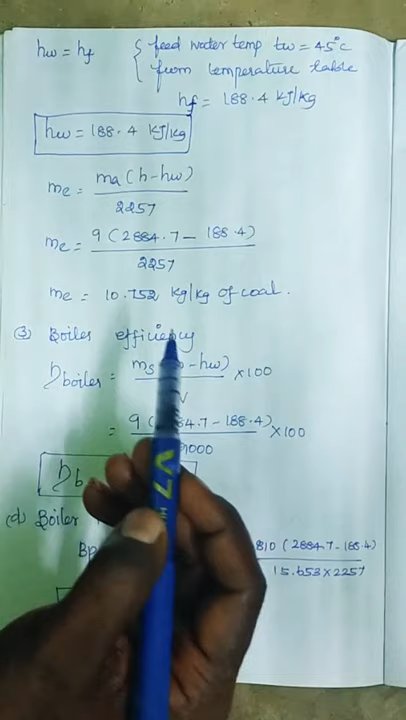 hw = hf { feed water temp tw = 45°c
from temperature table
hf = 188.4 KJ/Kg
hw = 188.4 KJ/Kg
me = ma (h-hw) / 2257
me = 9 (2884.7 - 188.4) / 2257
me = 10.752 kg/kg of coal.
③ Boiler efficiency
ηboiler = ms - hw) / V ×100
= 9 ( 84.7 - 188.4) / 000 ×100
ηb
(d) Boiler
Bp 810 (2884.7 - 188.4) / 15.653 × 2257
V7